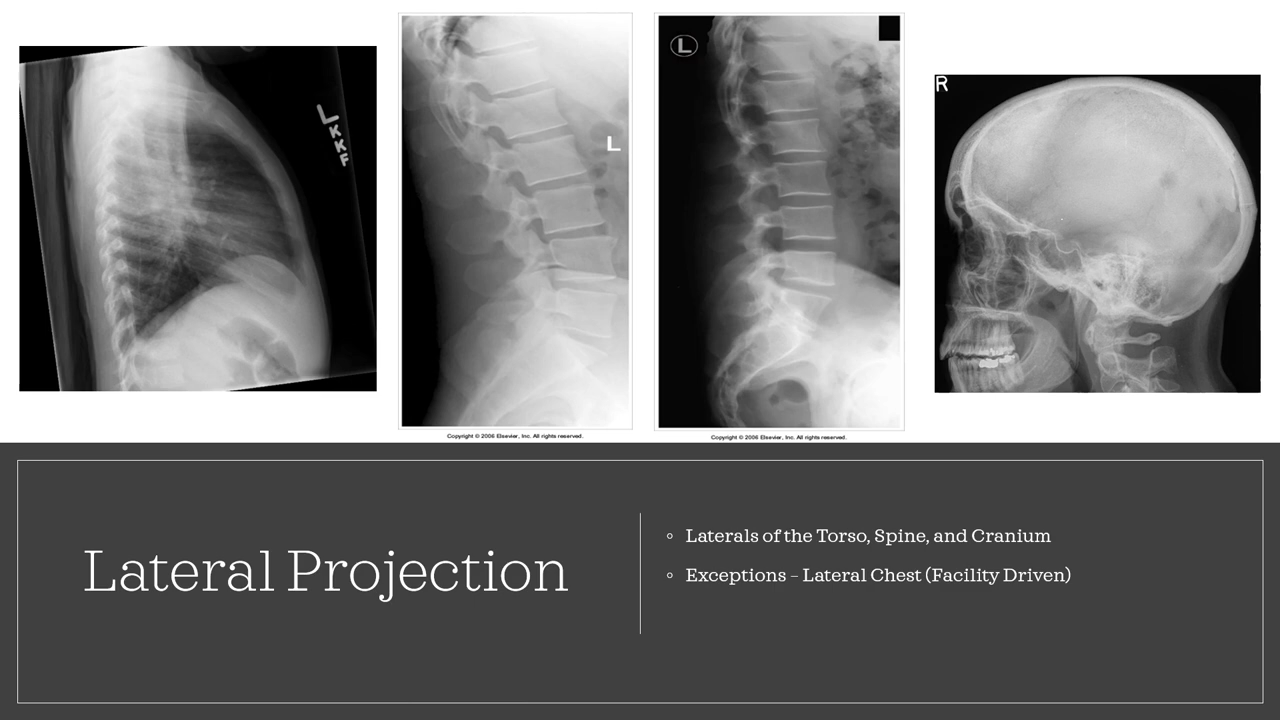 L
KKF
L
L
R
Copyright © 2006 Elsevier, Inc. All rights reserved.
Copyright © 2006 Elsevier, Inc. All rights reserved.
Lateral Projection
Laterals of the Torso, Spine, and Cranium
Exceptions – Lateral Chest (Facility Driven)